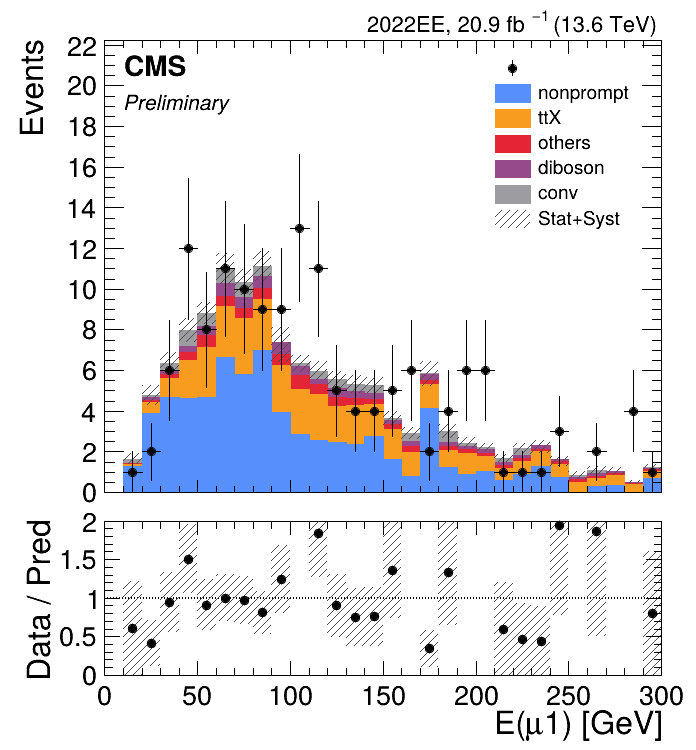 2022EE, 20.9 fb⁻¹ (13.6 TeV)
CMS
Preliminary
Events
22
20
18
16
14
12
10
8
6
4
2
0
nonprompt
ttX
others
diboson
conv
Stat+Syst
Data / Pred
2
1.5
1
0.5
0
0 50 100 150 200 250 300
E(μ1) [GeV]